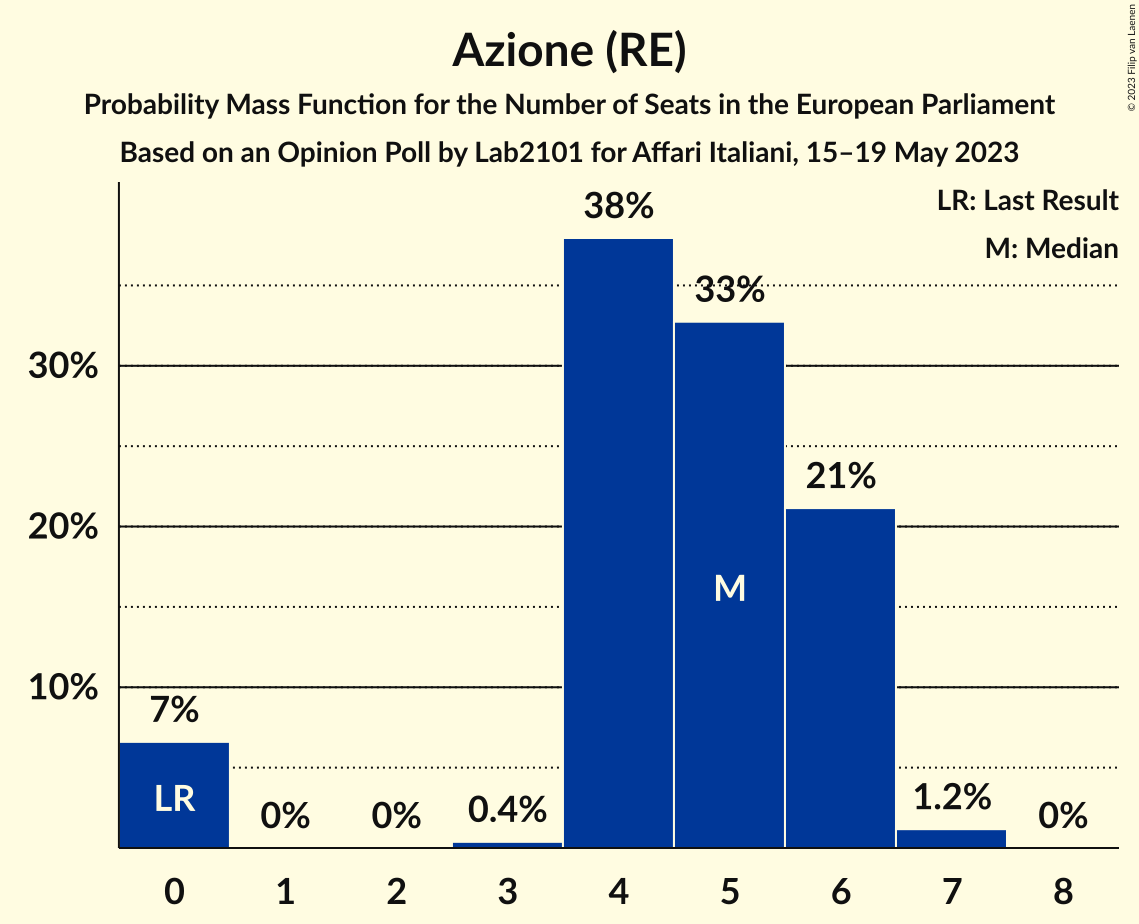 Azione (RE)
Probability Mass Function for the Number of Seats in the European Parliament
Based on an Opinion Poll by Lab2101 for Affari Italiani, 15–19 May 2023
© 2023 Filip van Laenen
LR: Last Result
M: Median
38%
33%
30%
21%
20%
M
10%
7%
LR
0%
0%
0.4%
1.2%
0%
0 1 2 3 4 5 6 7 8